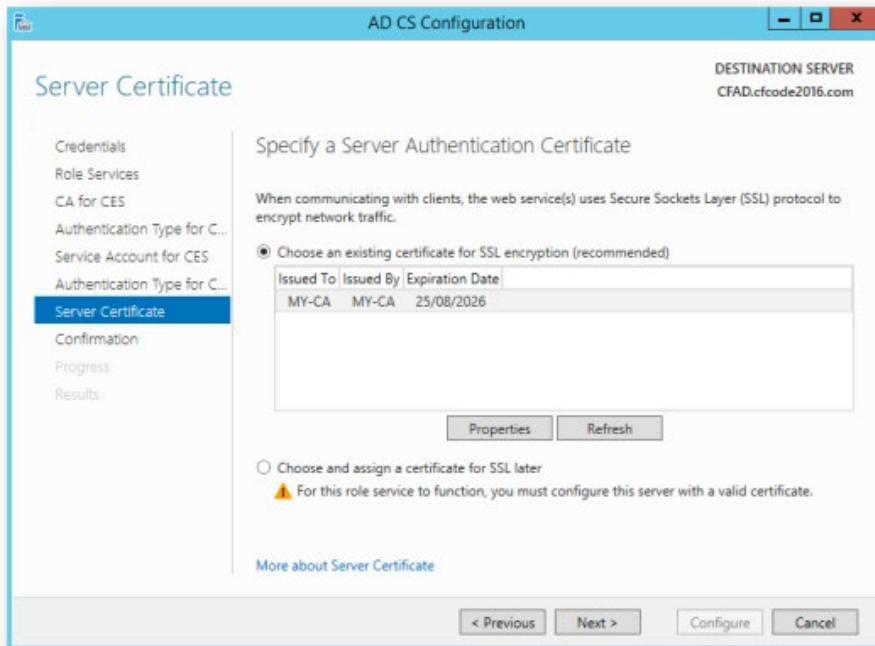 AD CS Configuration
DESTINATION SERVER
CFAD.cfcode2016.com
Server Certificate
Credentials
Role Services
CA for CES
Authentication Type for C...
Service Account for CES
Authentication Type for C...
Server Certificate
Confirmation
Progress
Results
Specify a Server Authentication Certificate
When communicating with clients, the web service(s) uses Secure Sockets Layer (SSL) protocol to
encrypt network traffic.
Choose an existing certificate for SSL encryption (recommended)
Issued To Issued By Expiration Date
MY-CA MY-CA 25/08/2026
Properties Refresh
Choose and assign a certificate for SSL later
For this role service to function, you must configure this server with a valid certificate.
More about Server Certificate
< Previous Next > Configure Cancel